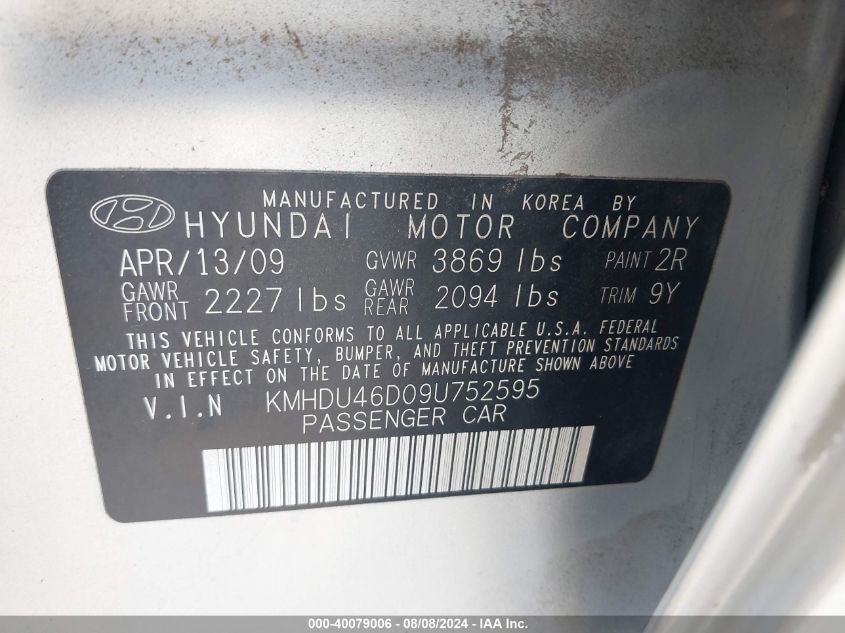 MANUFACTURED IN KOREA BY
HYUNDAI MOTOR COMPANY
APR/13/09 GVWR 3869 lbs PAINT 2R
GAWR FRONT 2227 lbs GAWR REAR 2094 lbs TRIM 9Y
THIS VEHICLE CONFORMS TO ALL APPLICABLE U.S.A. FEDERAL
MOTOR VEHICLE SAFETY, BUMPER, AND THEFT PREVENTION STANDARDS
IN EFFECT ON THE DATE OF MANUFACTURE SHOWN ABOVE
V.I.N KMHDU46D09U752595
PASSENGER CAR
000-40079006 - 08/08/2024 - IAA Inc.